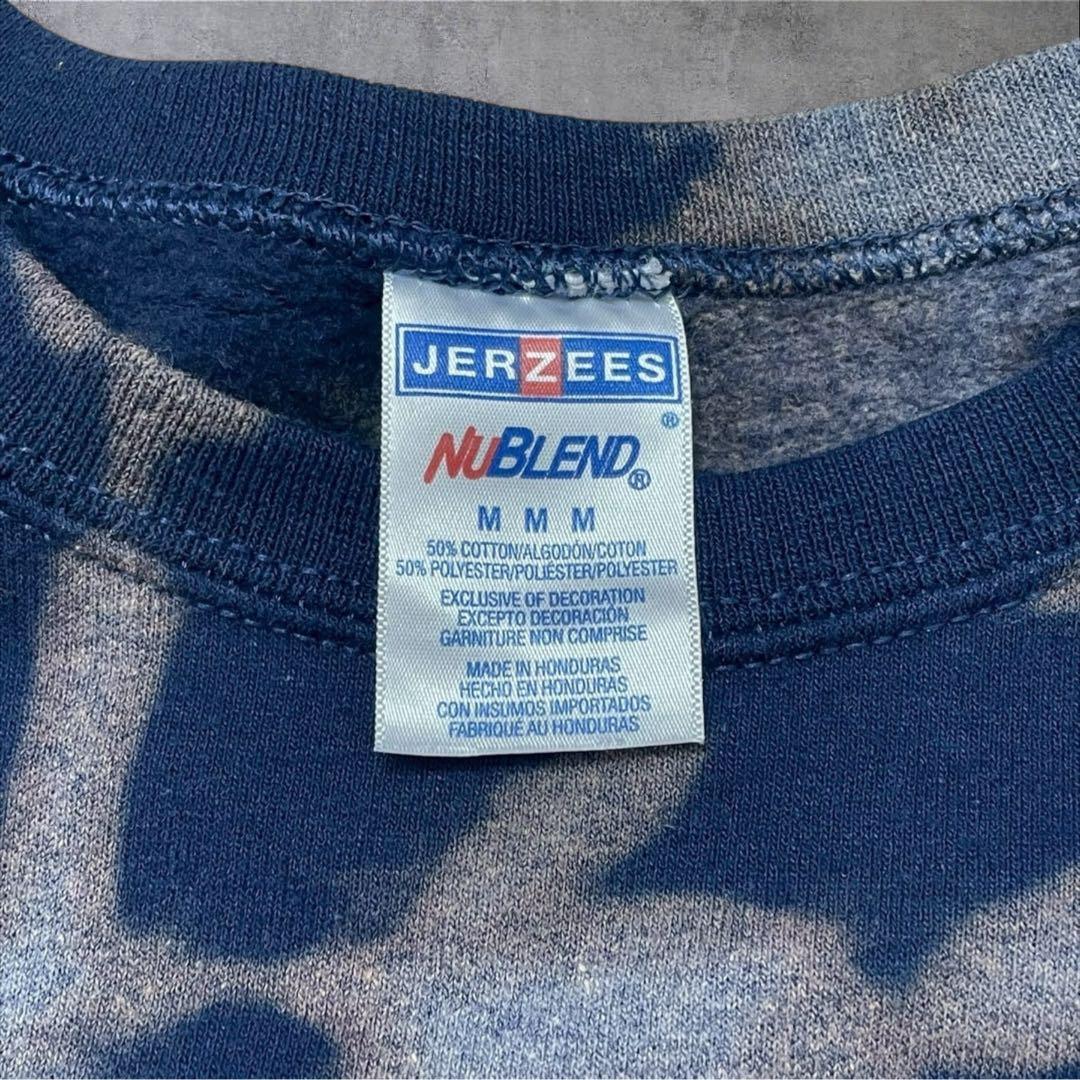 JERZEES
®
NUBLEND®
M M M
50% COTTON/ALGODÓN/COTON
50% POLYESTER/POLIÉSTER/POLYESTER
EXCLUSIVE OF DECORATION
EXCEPTO DECORACIÓN
GARNITURE NON COMPRISE
MADE IN HONDURAS
HECHO EN HONDURAS
CON INSUMOS IMPORTADOS
FABRIQUÉ AU HONDURAS